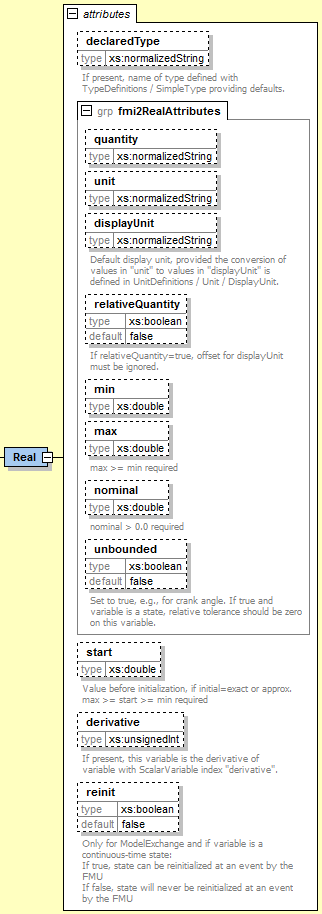 attributes
declaredType
type xs:normalizedString
If present, name of type defined with
TypeDefinitions / SimpleType providing defaults.
grp fmi2RealAttributes
quantity
type xs:normalizedString
unit
type xs:normalizedString
displayUnit
type xs:normalizedString
Default display unit, provided the conversion of
values in "unit" to values in "displayUnit" is
defined in UnitDefinitions / Unit / DisplayUnit.
relativeQuantity
type xs:boolean
default false
If relativeQuantity=true, offset for displayUnit
must be ignored.
min
type xs:double
max
type xs:double
max >= min required
nominal
type xs:double
nominal > 0.0 required
unbounded
type xs:boolean
default false
Set to true, e.g., for crank angle. If true and
variable is a state, relative tolerance should be zero
on this variable.
Real
start
type xs:double
Value before initialization, if initial=exact or approx.
max >= start >= min required
derivative
type xs:unsignedInt
If present, this variable is the derivative of
variable with ScalarVariable index "derivative".
reinit
type xs:boolean
default false
Only for ModelExchange and if variable is a
continuous-time state:
If true, state can be reinitialized at an event by the
FMU
If false, state will never be reinitialized at an event
by the FMU